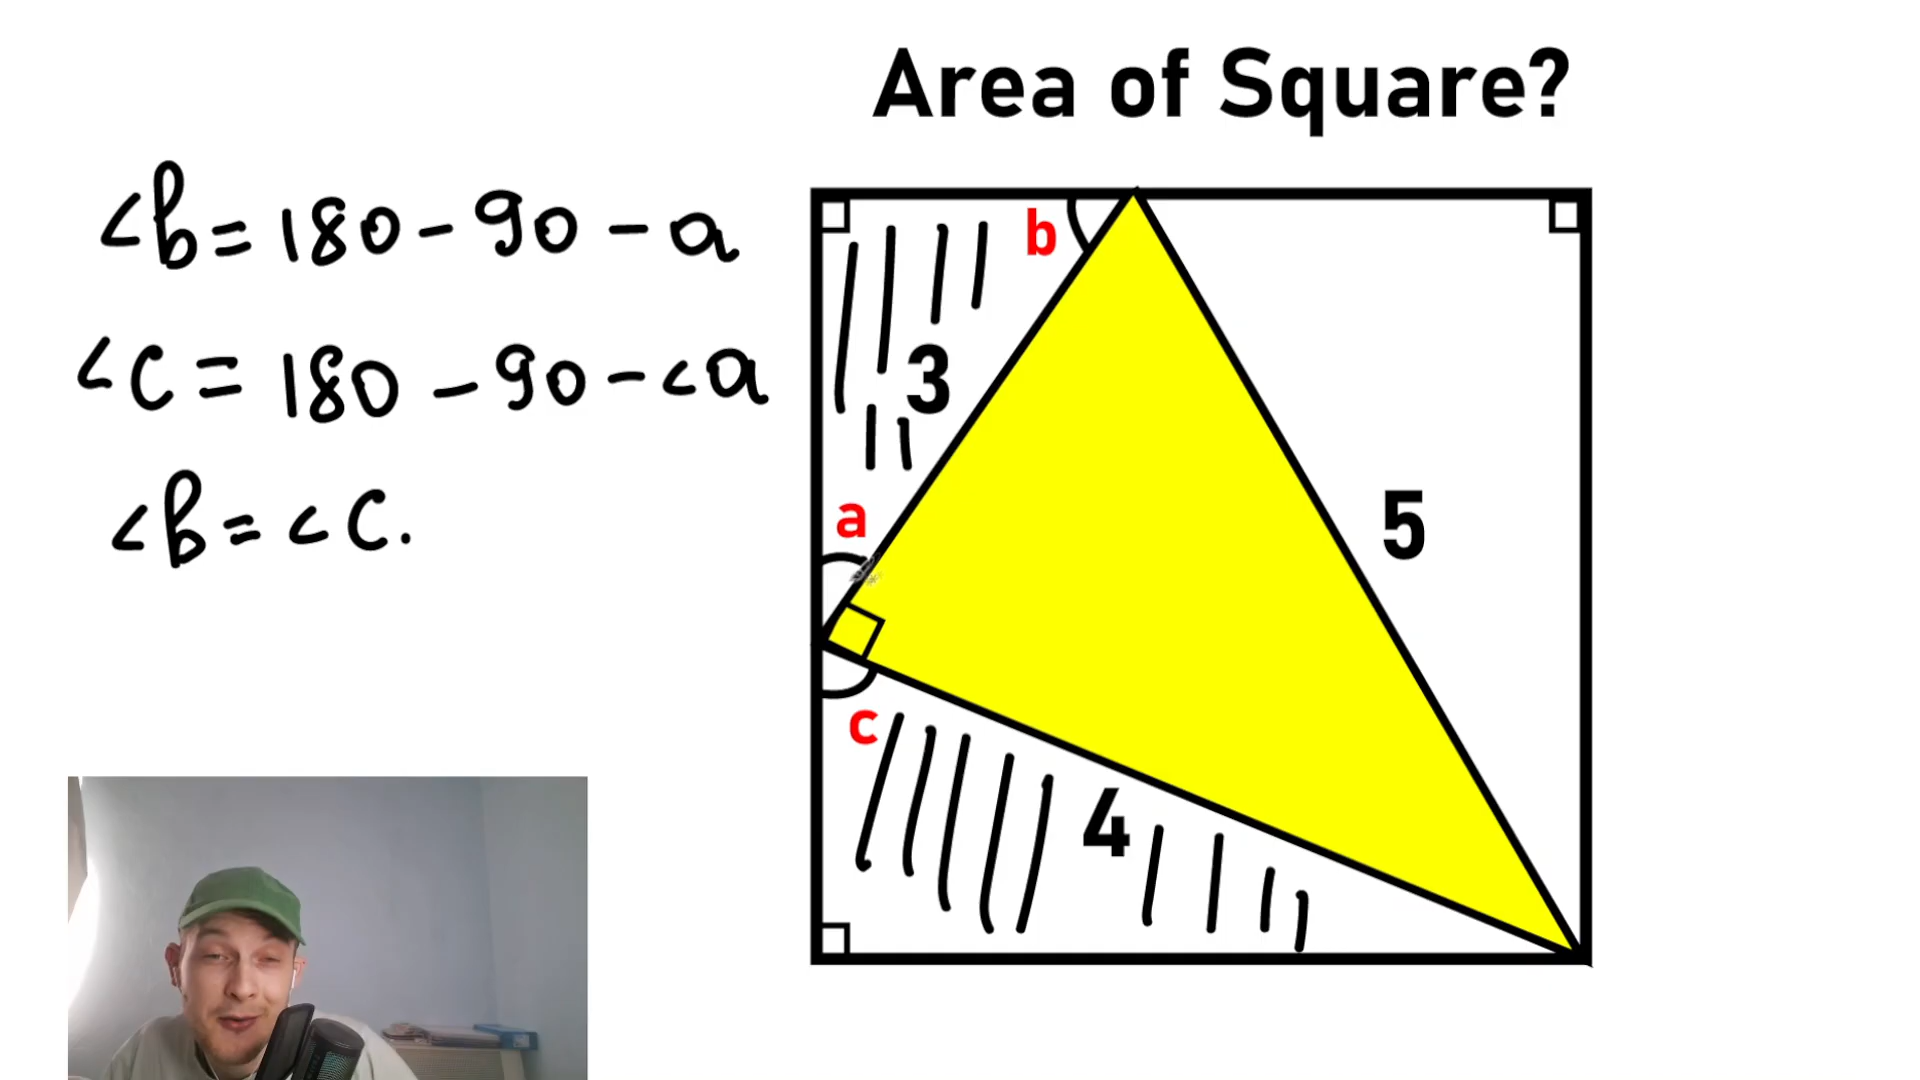 Area of Square?
<b = 180 - 90 - a
<c = 180 - 90 - <a
<b = <c.
b
3
a
5
c
4